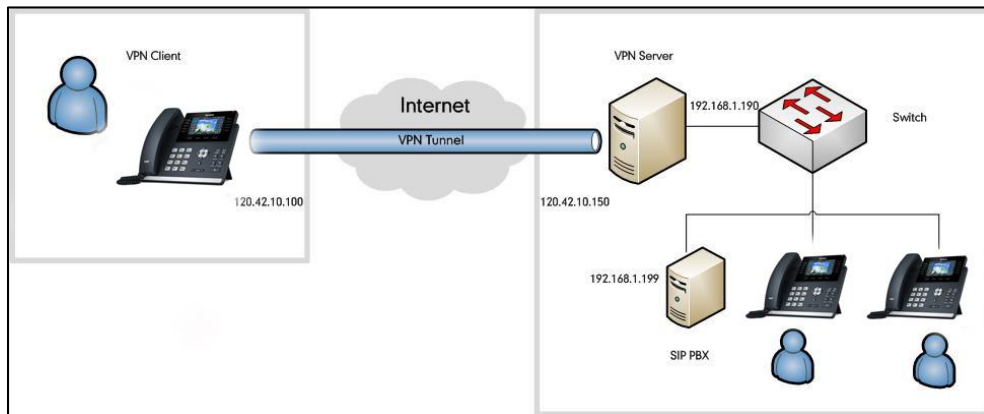 VPN Client
Internet
VPN Tunnel
120.42.10.100
VPN Server
192.168.1.190
Switch
120.42.10.150
192.168.1.199
SIP PBX